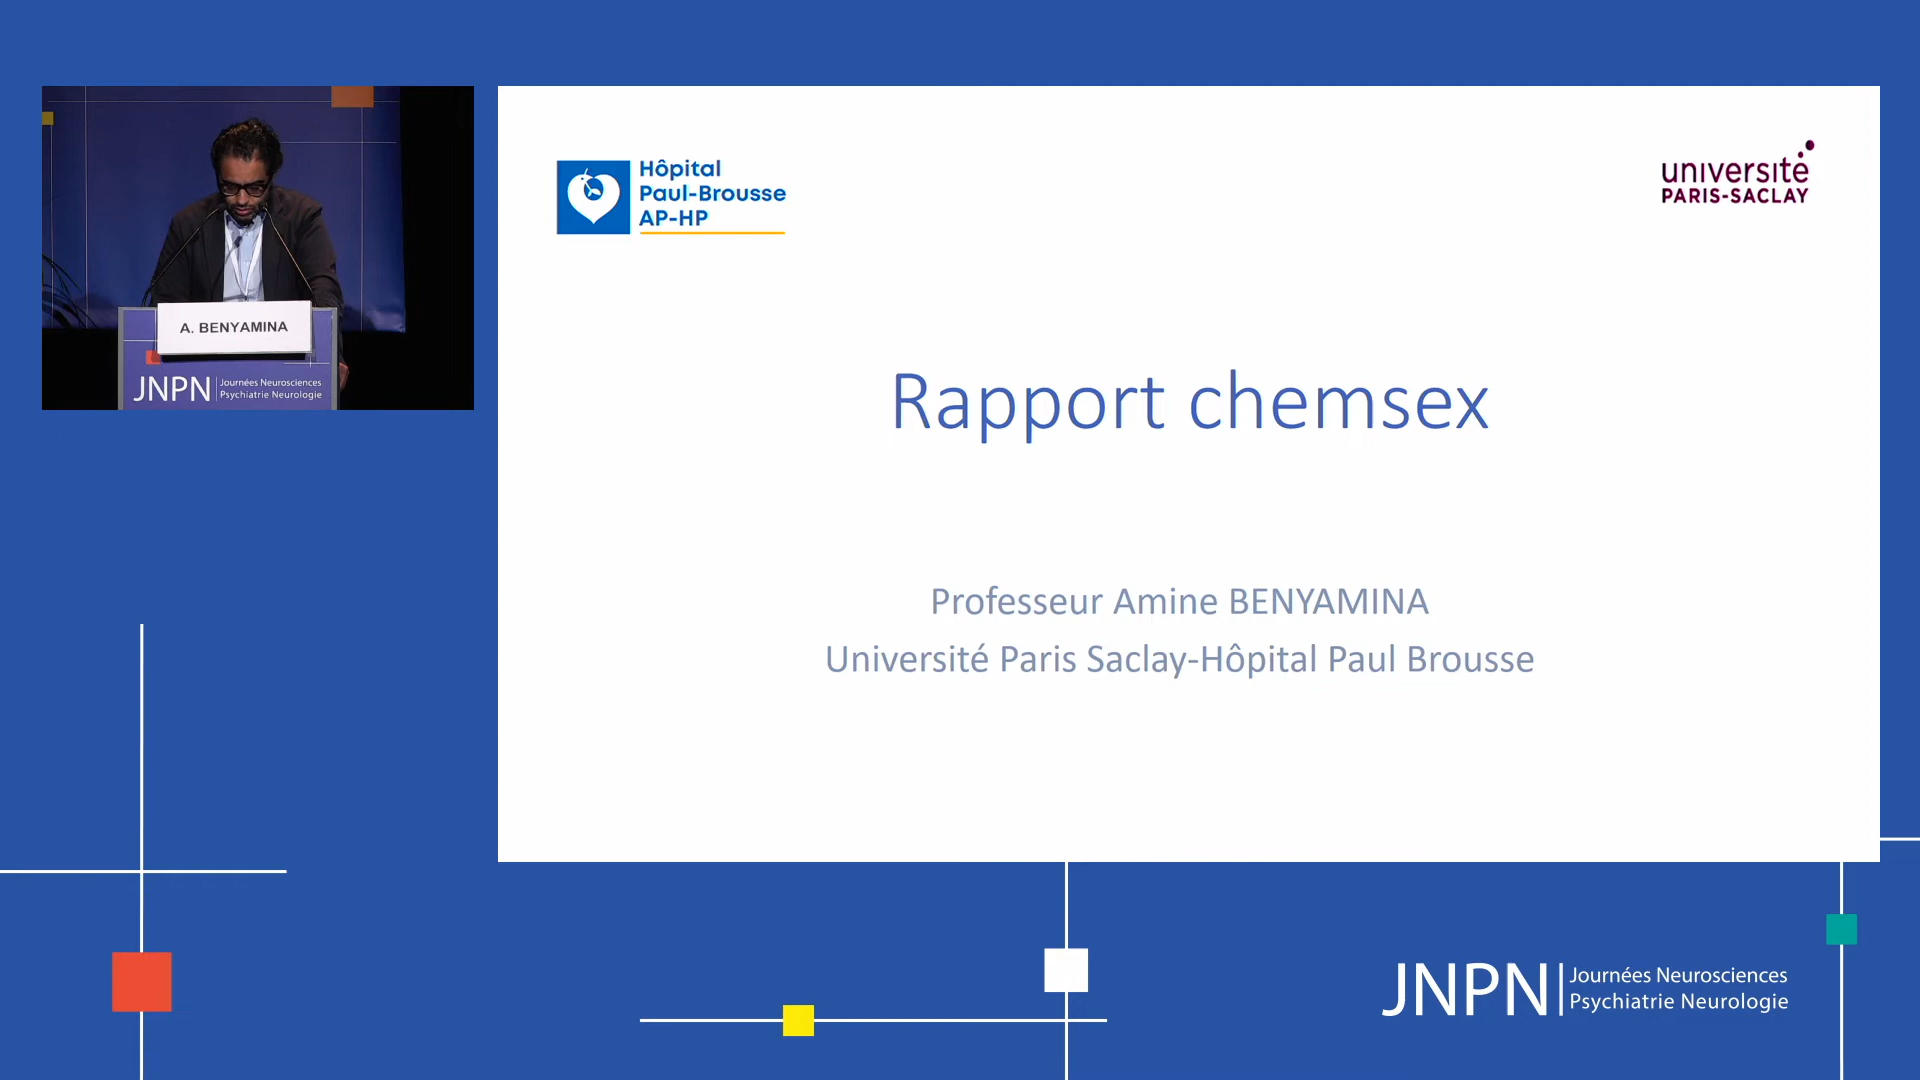 A. BENYAMINA
JNPN Journées Neurosciences
Psychiatrie Neurologie
Hôpital
Paul-Brousse
AP-HP
université
PARIS-SACLAY
Rapport chemsex
Professeur Amine BENYAMINA
Université Paris Saclay-Hôpital Paul Brousse
JNPN Journées Neurosciences
Psychiatrie Neurologie